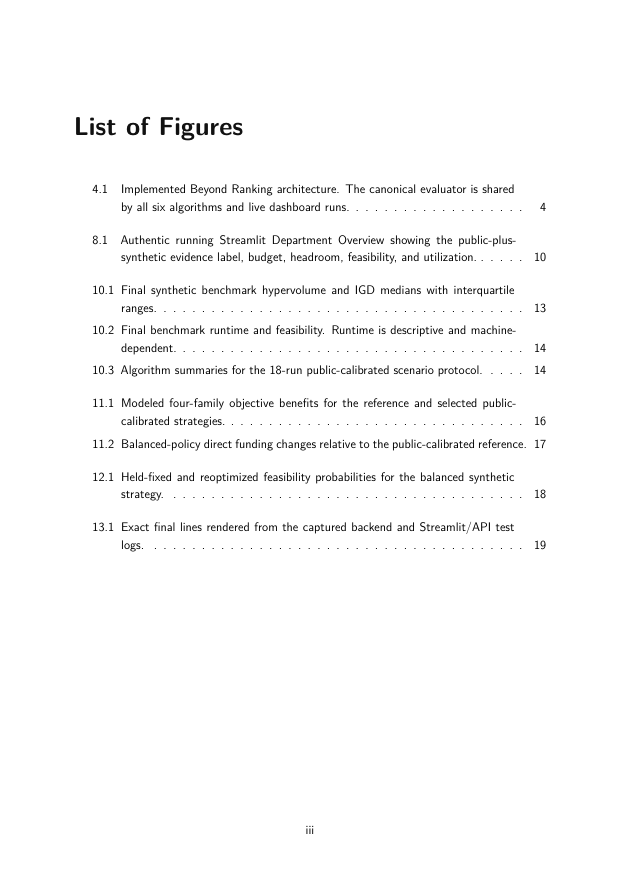 List of Figures
4.1 Implemented Beyond Ranking architecture. The canonical evaluator is shared
by all six algorithms and live dashboard runs. . . . . . . . . . . . . . . . . . . 4
8.1 Authentic running Streamlit Department Overview showing the public-plus-
synthetic evidence label, budget, headroom, feasibility, and utilization. . . . . . 10
10.1 Final synthetic benchmark hypervolume and IGD medians with interquartile
ranges. . . . . . . . . . . . . . . . . . . . . . . . . . . . . . . . . . . . . . 13
10.2 Final benchmark runtime and feasibility. Runtime is descriptive and machine-
dependent. . . . . . . . . . . . . . . . . . . . . . . . . . . . . . . . . . . . 14
10.3 Algorithm summaries for the 18-run public-calibrated scenario protocol. . . . . 14
11.1 Modeled four-family objective benefits for the reference and selected public-
calibrated strategies. . . . . . . . . . . . . . . . . . . . . . . . . . . . . . . 16
11.2 Balanced-policy direct funding changes relative to the public-calibrated reference. 17
12.1 Held-fixed and reoptimized feasibility probabilities for the balanced synthetic
strategy. . . . . . . . . . . . . . . . . . . . . . . . . . . . . . . . . . . . . 18
13.1 Exact final lines rendered from the captured backend and Streamlit/API test
logs. . . . . . . . . . . . . . . . . . . . . . . . . . . . . . . . . . . . . . . 19
iii